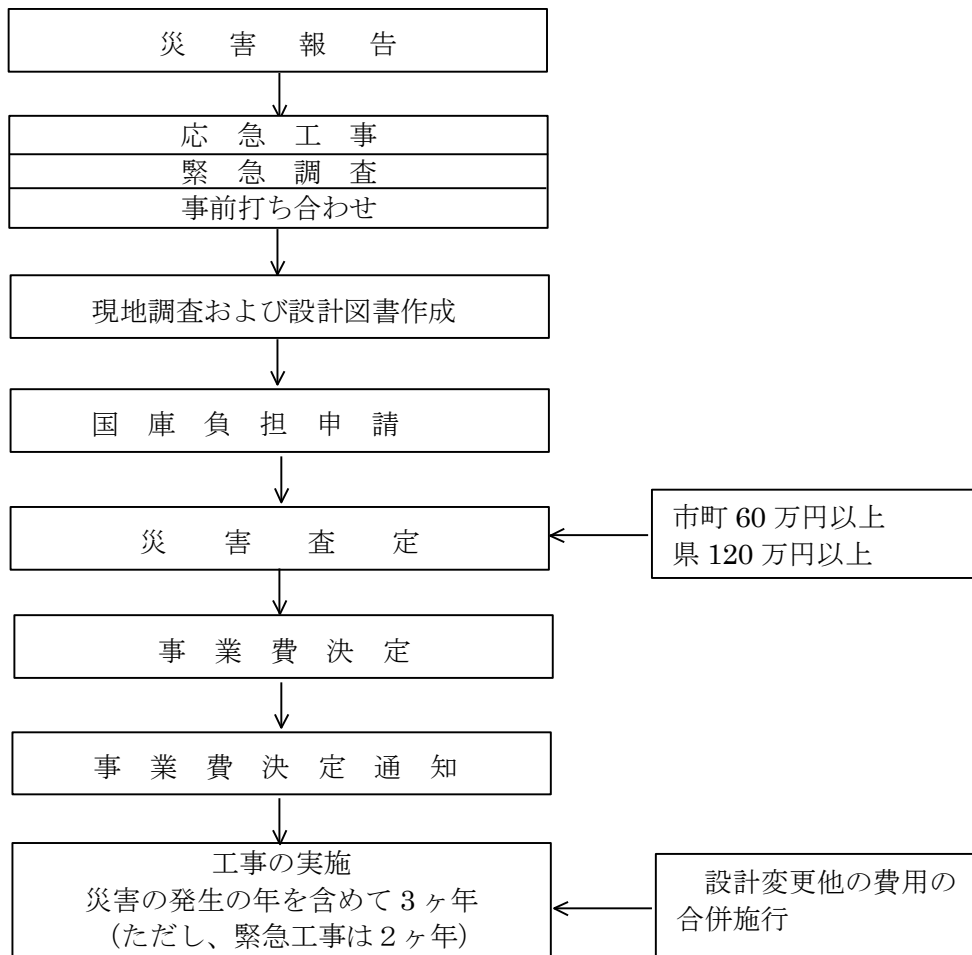 災害報告
応急工事
緊急調査
事前打ち合わせ
現地調査および設計図書作成
国庫負担申請
災害査定
市町 60 万円以上
県 120 万円以上
事業費決定
事業費決定通知
工事の実施
災害の発生の年を含めて 3 ヶ年
（ただし、緊急工事は２ヶ年）
設計変更他の費用の
合併施行